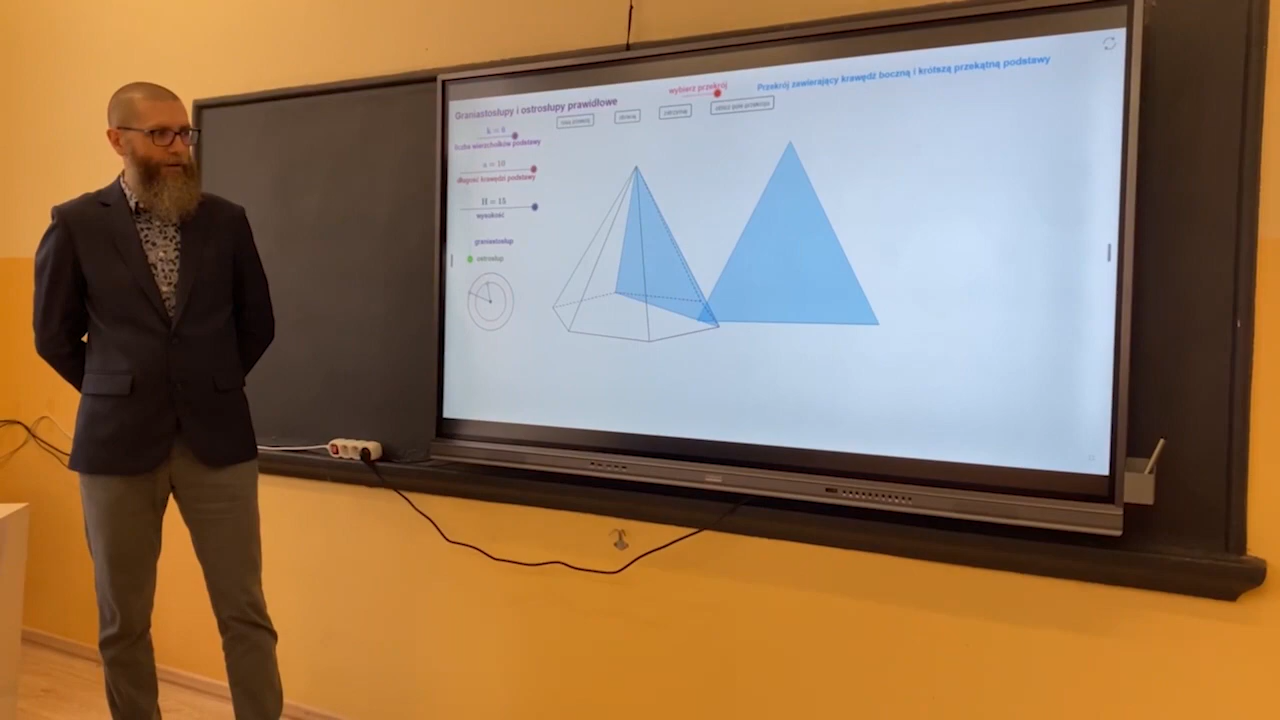 Graniastosłupy i ostrosłupy prawidłowe
wybierz przekrój
Przekrój zawierający krawędź boczną i krótszą przekątną podstawy
k = 6
liczba wierzchołków podstawy
a = 10
długość krawędzi podstawy
H = 15
wysokość
graniastosłup
ostrosłup